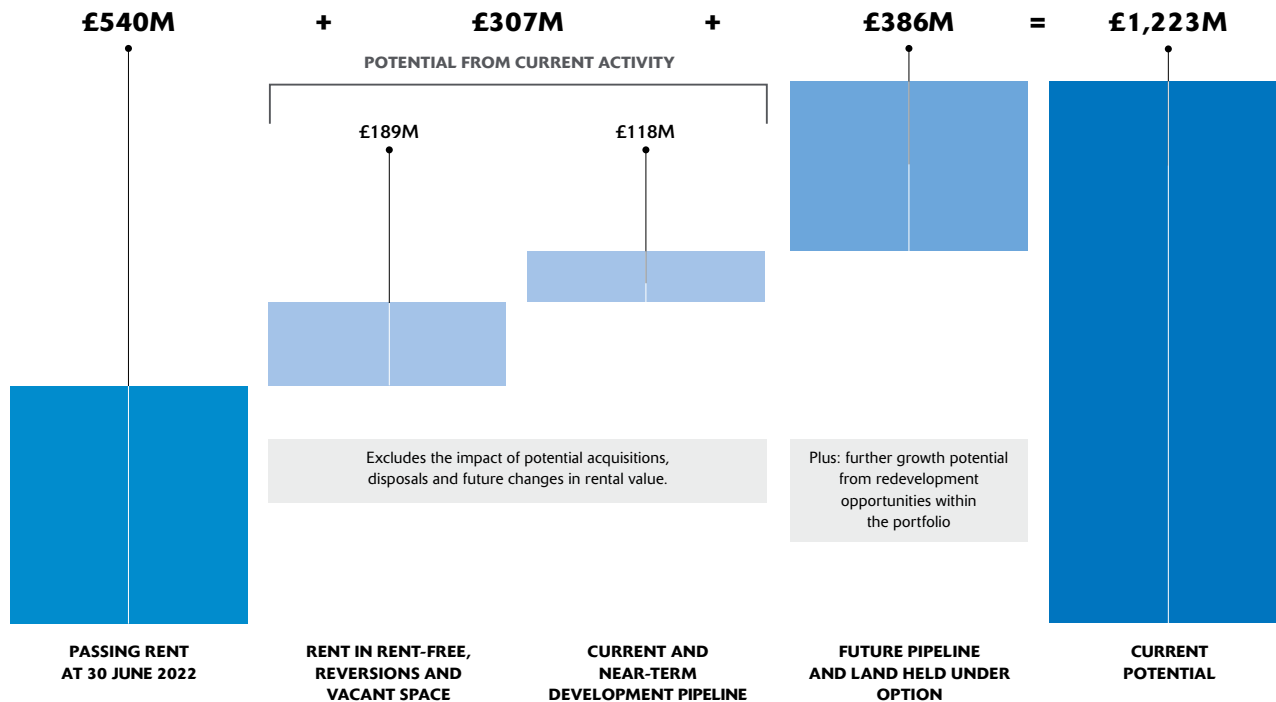 £540M + £307M + £386M = £1,223M
POTENTIAL FROM CURRENT ACTIVITY
£189M £118M
Excludes the impact of potential acquisitions,
disposals and future changes in rental value.
Plus: further growth potential
from redevelopment
opportunities within
the portfolio
PASSING RENT
AT 30 JUNE 2022
RENT IN RENT-FREE,
REVERSIONS AND
VACANT SPACE
CURRENT AND
NEAR-TERM
DEVELOPMENT PIPELINE
FUTURE PIPELINE
AND LAND HELD UNDER
OPTION
CURRENT
POTENTIAL